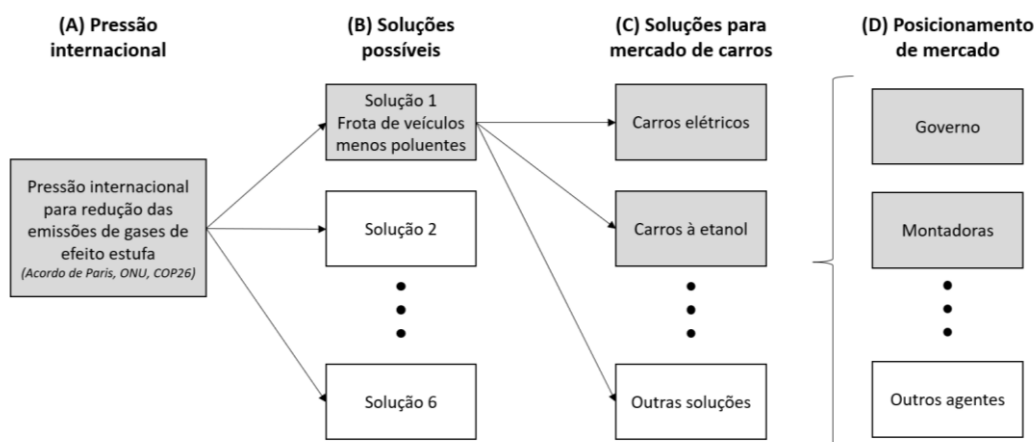 (A) Pressão
internacional
(B) Soluções
possíveis
(C) Soluções para
mercado de carros
(D) Posicionamento
de mercado
Pressão internacional
para redução das
emissões de gases de
efeito estufa
(Acordo de Paris, ONU, COP26)
Solução 1
Frota de veículos
menos poluentes
Solução 2
Solução 6
Carros elétricos
Carros à etanol
Outras soluções
Governo
Montadoras
Outros agentes